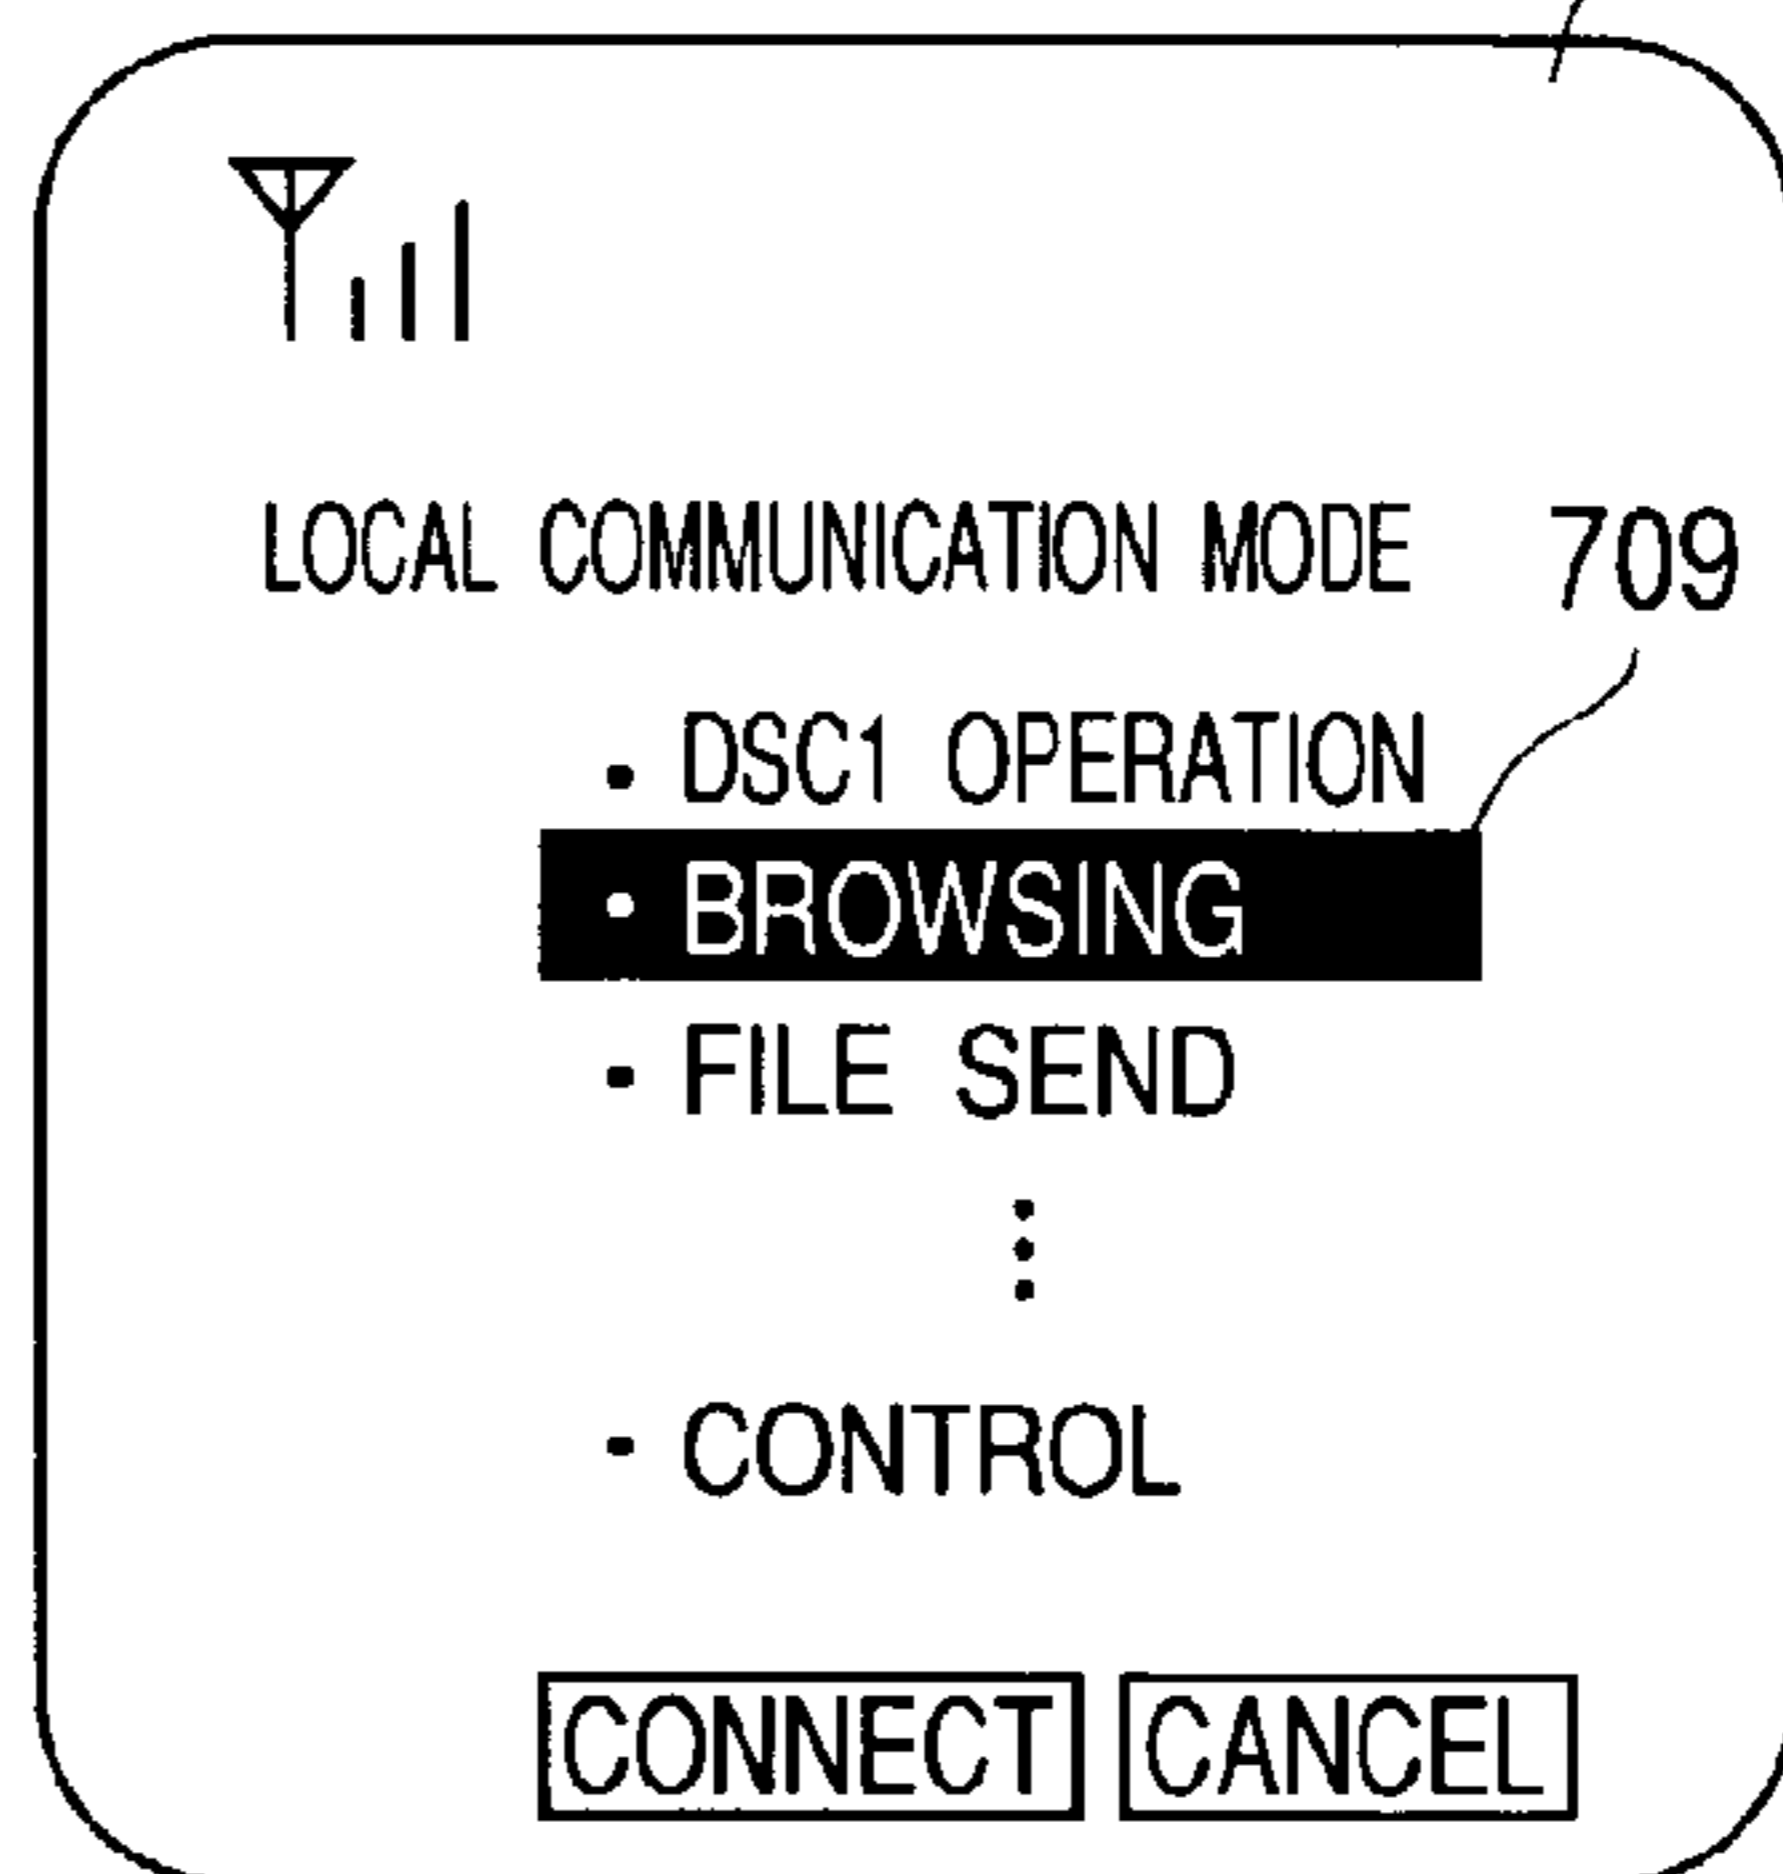 LOCAL COMMUNICATION MODE 709
· DSC1 OPERATION
· BROWSING
· FILE SEND
⋮
· CONTROL
CONNECT CANCEL